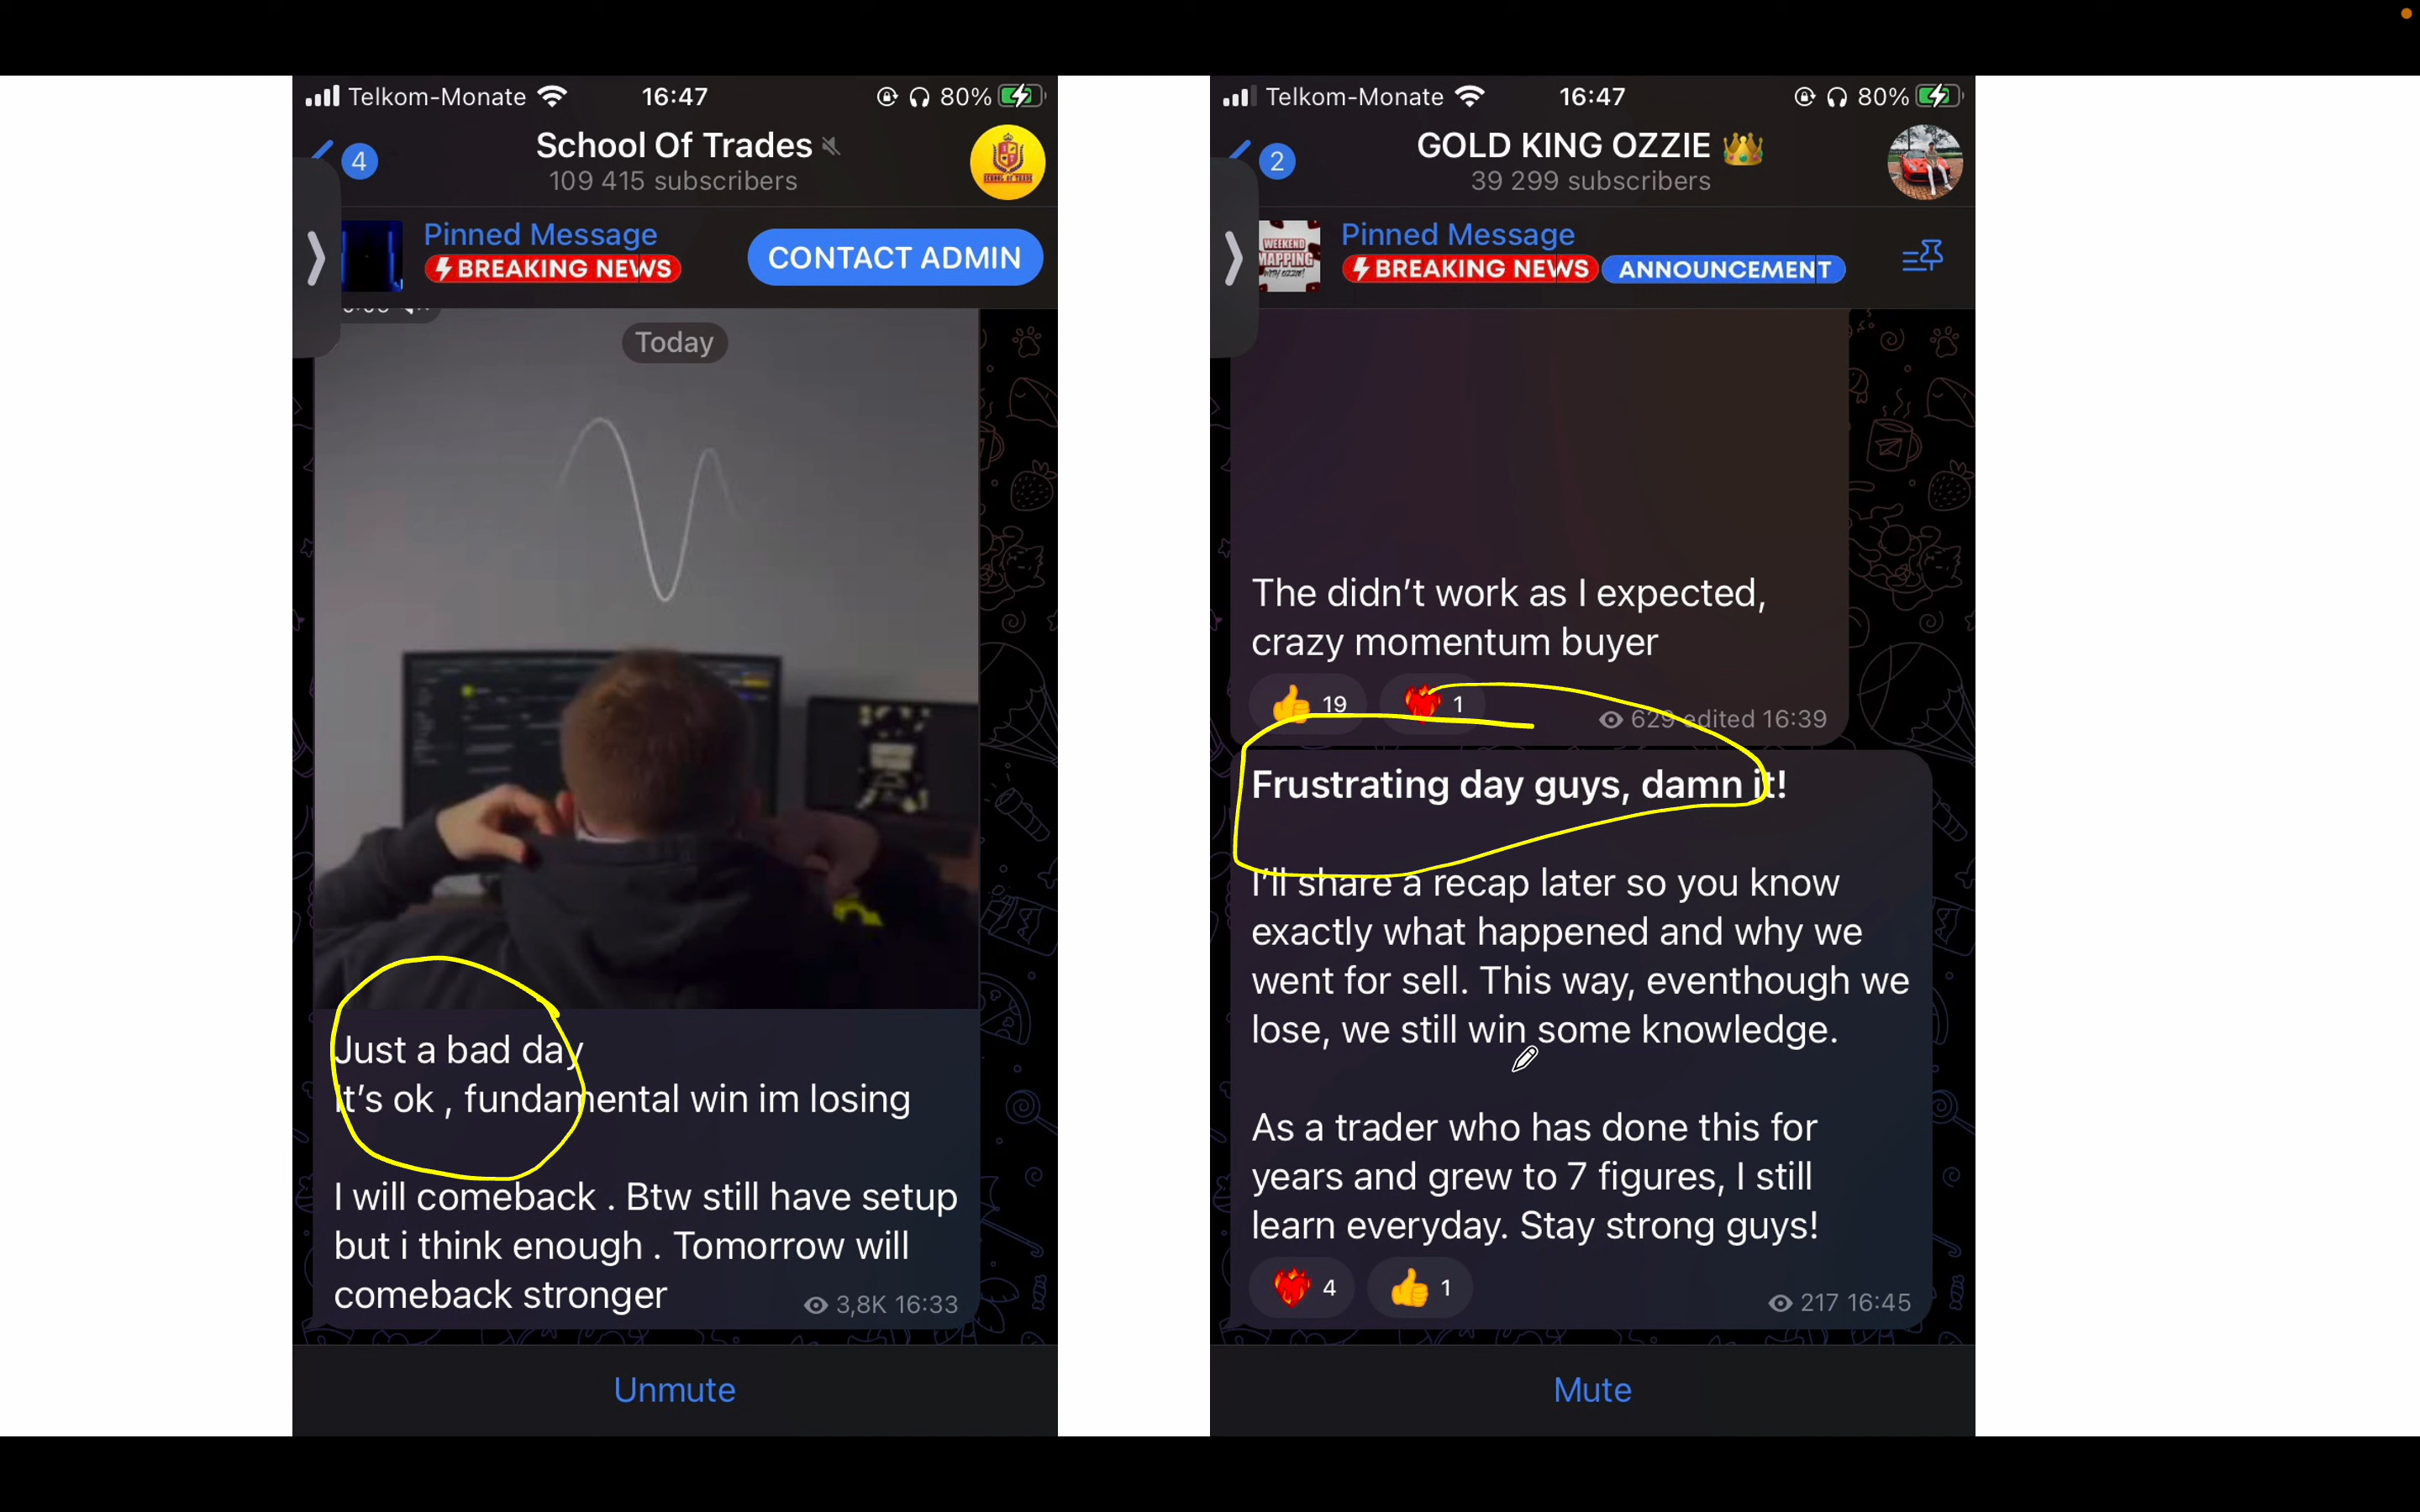 Telkom-Monate 16:47 80%
4
School Of Trades
109 415 subscribers
SCHOOL OF TRADE
Pinned Message
BREAKING NEWS
CONTACT ADMIN
Today
Just a bad day
It's ok , fundamental win im losing
I will comeback . Btw still have setup
but i think enough . Tomorrow will
comeback stronger
3,8K 16:33
Unmute
Telkom-Monate 16:47 80%
2
GOLD KING OZZIE 👑
39 299 subscribers
WEEKEND
MAPPING
WITH OZZIE!
Pinned Message
BREAKING NEWS ANNOUNCEMENT
The didn't work as I expected,
crazy momentum buyer
👍 19 ❤️‍🔥 1
629 edited 16:39
Frustrating day guys, damn it!
I'll share a recap later so you know
exactly what happened and why we
went for sell. This way, eventhough we
lose, we still win some knowledge.
As a trader who has done this for
years and grew to 7 figures, I still
learn everyday. Stay strong guys!
❤️‍🔥 4 👍 1
217 16:45
Mute